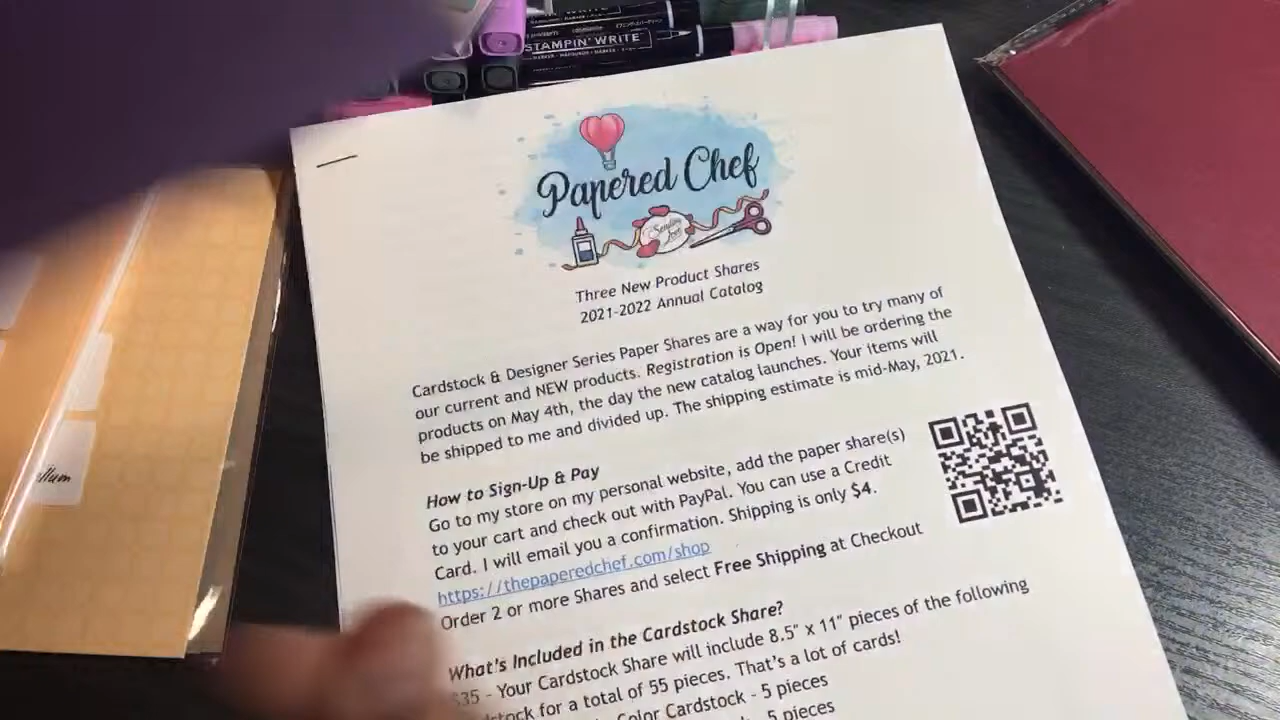 STAMPIN' WRITE
Papered Chef
Three New Product Shares
2021-2022 Annual Catalog
Cardstock & Designer Series Paper Shares are a way for you to try many of
our current and NEW products. Registration is Open! I will be ordering the
products on May 4th, the day the new catalog launches. Your items will
be shipped to me and divided up. The shipping estimate is mid-May, 2021.
How to Sign-Up & Pay
Go to my store on my personal website, add the paper share(s)
to your cart and check out with PayPal. You can use a Credit
Card. I will email you a confirmation. Shipping is only $4.
https://thepaperedchef.com/shop
Order 2 or more Shares and select Free Shipping at Checkout
What's Included in the Cardstock Share?
$35 - Your Cardstock Share will include 8.5" x 11" pieces of the following
for a total of 55 pieces. That's a lot of cards!
Color Cardstock - 5 pieces
- 5 pieces